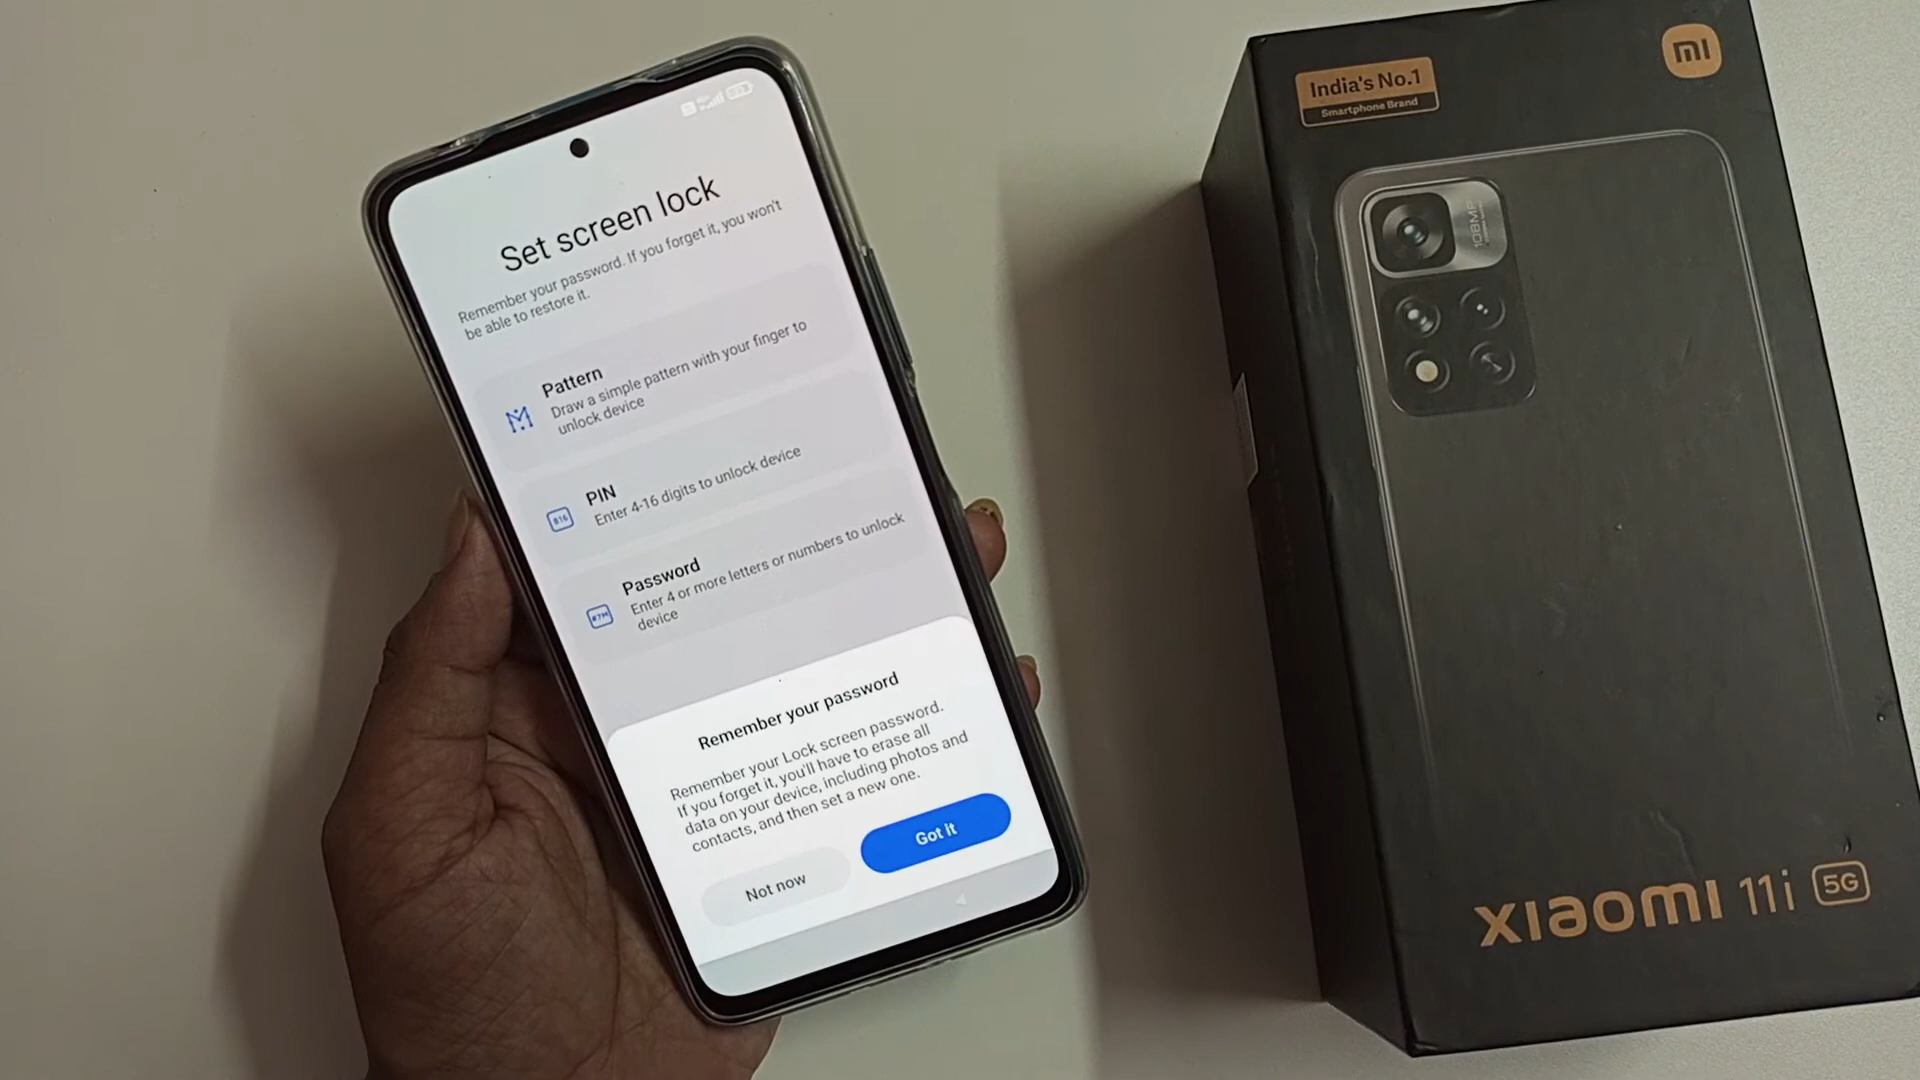 Set screen lock
Remember your password. If you forget it, you won't
be able to restore it.
Pattern
Draw a simple pattern with your finger to
unlock device
PIN
Enter 4-16 digits to unlock device
Password
Enter 4 or more letters or numbers to unlock
device
Remember your password
Remember your Lock screen password.
If you forget it, you'll have to erase all
data on your device, including photos and
contacts, and then set a new one.
Not now
Got it
India's No.1
Smartphone Brand
mi
108MP
xiaomi 11i 5G